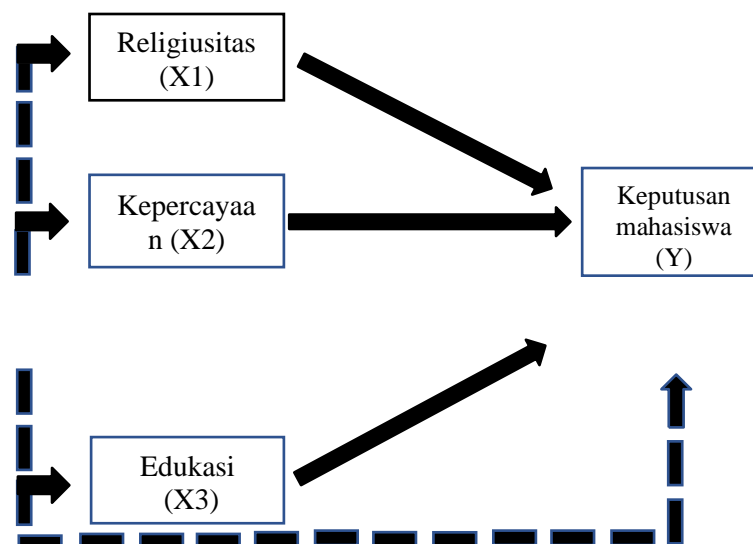 Religiusitas
(X1)
Kepercayaa
n (X2)
Keputusan
mahasiswa
(Y)
Edukasi
(X3)